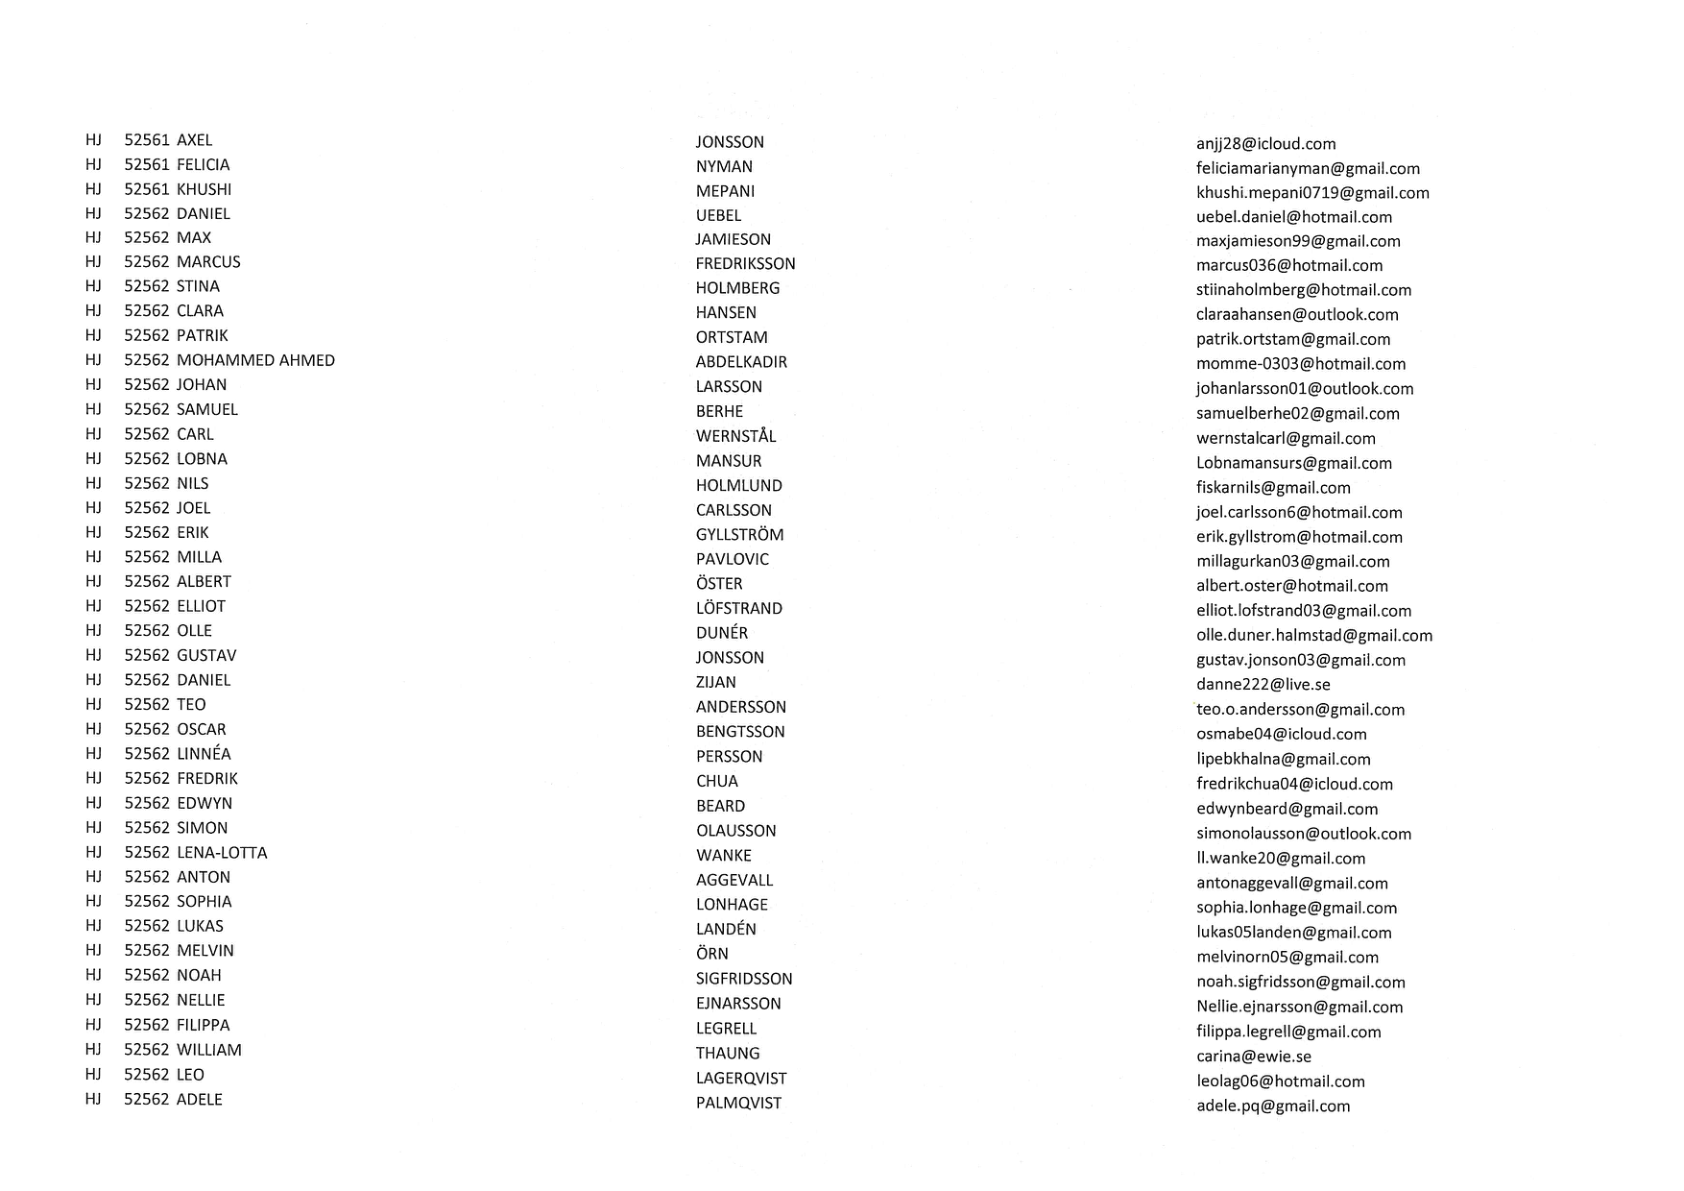 HJ 52561 AXEL JONSSON anjj28@icloud.com
HJ 52561 FELICIA NYMAN feliciamarianyman@gmail.com
HJ 52561 KHUSHI MEPANI khushi.mepani0719@gmail.com
HJ 52562 DANIEL UEBEL uebel.daniel@hotmail.com
HJ 52562 MAX JAMIESON maxjamieson99@gmail.com
HJ 52562 MARCUS FREDRIKSSON marcus036@hotmail.com
HJ 52562 STINA HOLMBERG stiinaholmberg@hotmail.com
HJ 52562 CLARA HANSEN claraahansen@outlook.com
HJ 52562 PATRIK ORTSTAM patrik.ortstam@gmail.com
HJ 52562 MOHAMMED AHMED ABDELKADIR momme-0303@hotmail.com
HJ 52562 JOHAN LARSSON johanlarsson01@outlook.com
HJ 52562 SAMUEL BERHE samuelberhe02@gmail.com
HJ 52562 CARL WERNSTÅL wernstalcarl@gmail.com
HJ 52562 LOBNA MANSUR Lobnamansurs@gmail.com
HJ 52562 NILS HOLMLUND fiskarnils@gmail.com
HJ 52562 JOEL CARLSSON joel.carlsson6@hotmail.com
HJ 52562 ERIK GYLLSTRÖM erik.gyllstrom@hotmail.com
HJ 52562 MILLA PAVLOVIC millagurkan03@gmail.com
HJ 52562 ALBERT ÖSTER albert.oster@hotmail.com
HJ 52562 ELLIOT LÖFSTRAND elliot.lofstrand03@gmail.com
HJ 52562 OLLE DUNÉR olle.duner.halmstad@gmail.com
HJ 52562 GUSTAV JONSSON gustav.jonson03@gmail.com
HJ 52562 DANIEL ZIJAN danne222@live.se
HJ 52562 TEO ANDERSSON teo.o.andersson@gmail.com
HJ 52562 OSCAR BENGTSSON osmabe04@icloud.com
HJ 52562 LINNÉA PERSSON lipebkhalna@gmail.com
HJ 52562 FREDRIK CHUA fredrikchua04@icloud.com
HJ 52562 EDWYN BEARD edwynbeard@gmail.com
HJ 52562 SIMON OLAUSSON simonolausson@outlook.com
HJ 52562 LENA-LOTTA WANKE ll.wanke20@gmail.com
HJ 52562 ANTON AGGEVALL antonaggevall@gmail.com
HJ 52562 SOPHIA LONHAGE sophia.lonhage@gmail.com
HJ 52562 LUKAS LANDÉN lukas05landen@gmail.com
HJ 52562 MELVIN ÖRN melvinorn05@gmail.com
HJ 52562 NOAH SIGFRIDSSON noah.sigfridsson@gmail.com
HJ 52562 NELLIE EJNARSSON Nellie.ejnarsson@gmail.com
HJ 52562 FILIPPA LEGRELL filippa.legrell@gmail.com
HJ 52562 WILLIAM THAUNG carina@ewie.se
HJ 52562 LEO LAGERQVIST leolag06@hotmail.com
HJ 52562 ADELE PALMQVIST adele.pq@gmail.com